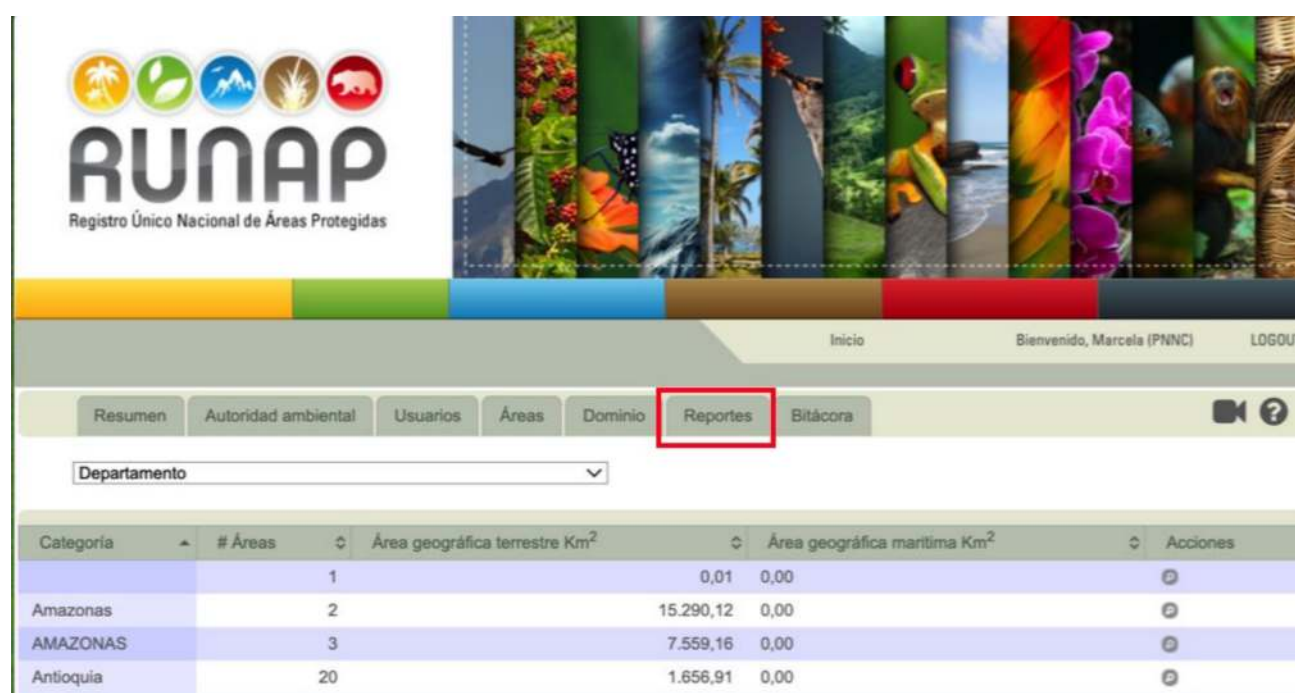 RUNAP
Registro Único Nacional de Áreas Protegidas
Inicio Bienvenido, Marcela (PNNC) LOGOU
Resumen Autoridad ambiental Usuarios Áreas Dominio Reportes Bitácora
Departamento
Categoría # Áreas Área geográfica terrestre Km2 Área geográfica maritima Km2 Acciones
1 0,01 0,00
Amazonas 2 15.290,12 0,00
AMAZONAS 3 7.559,16 0,00
Antioquia 20 1.656,91 0,00